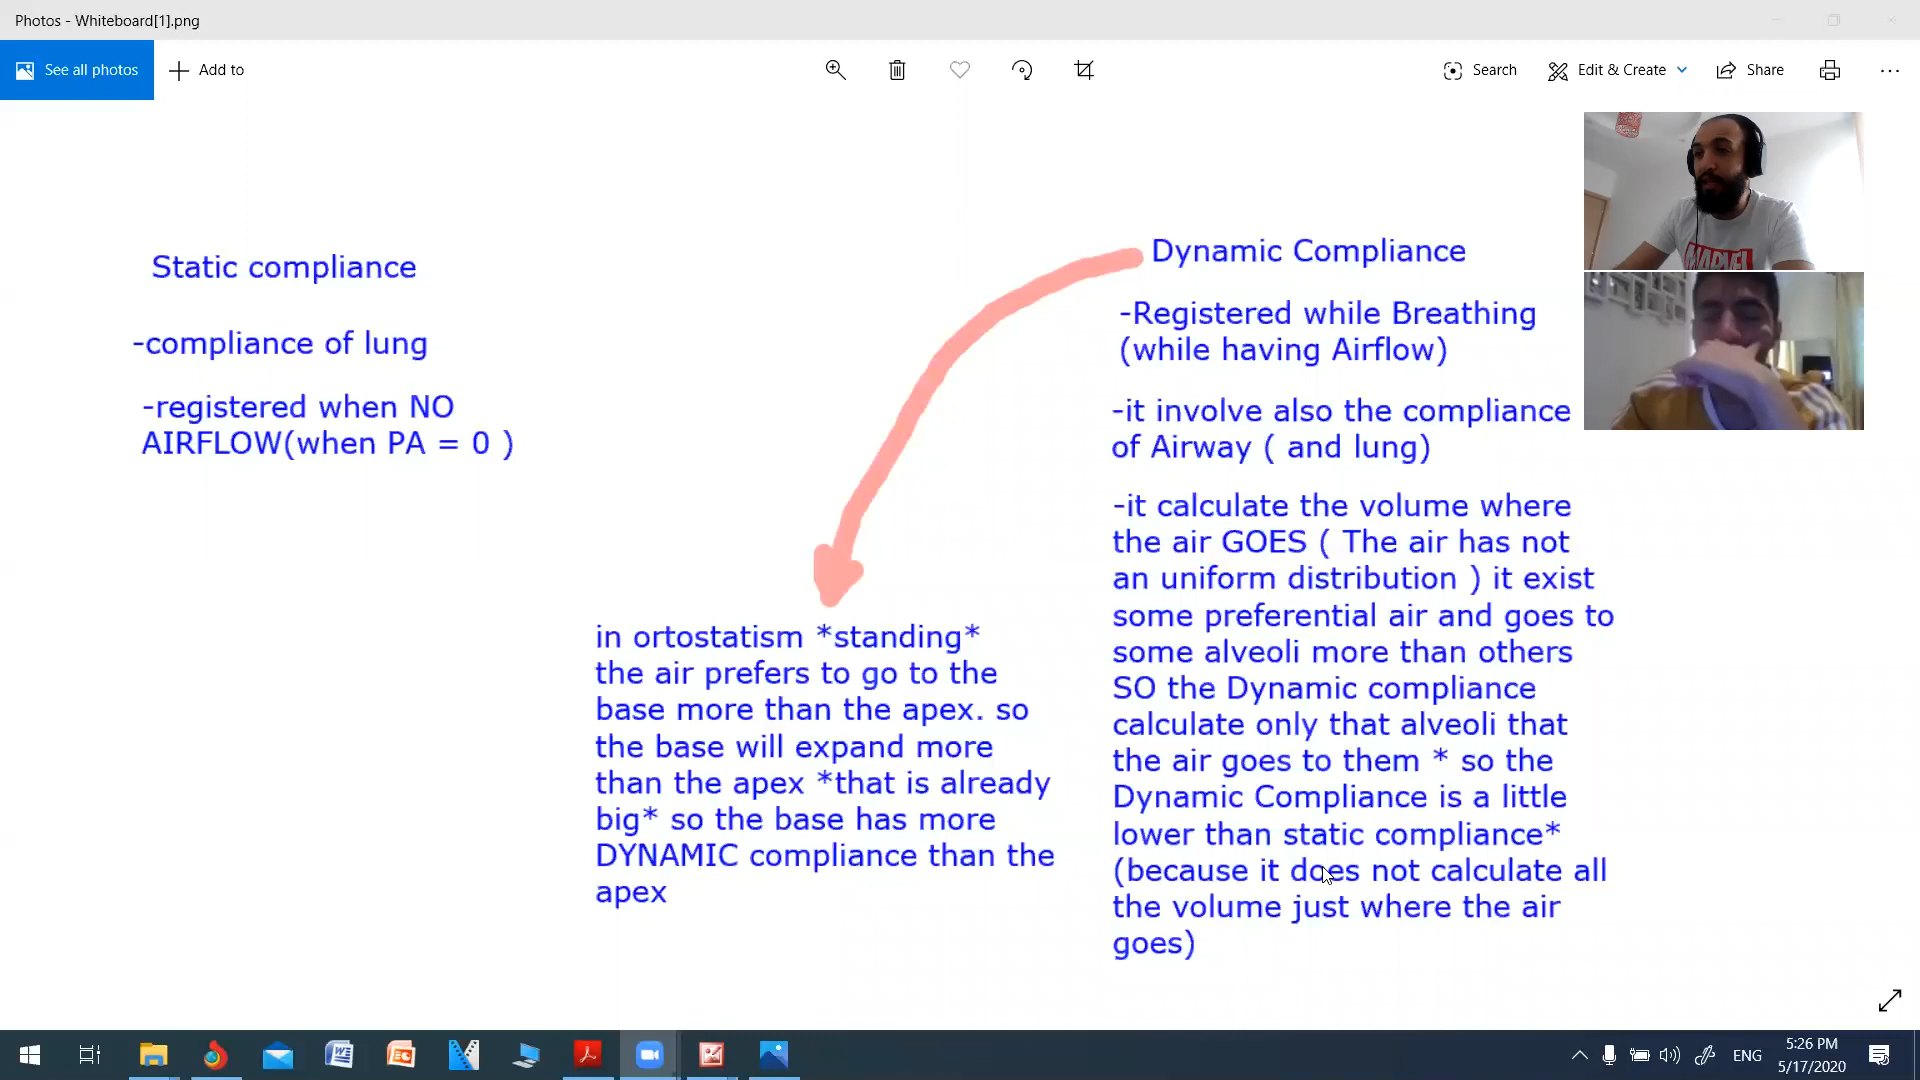 Photos - Whiteboard[1].png
See all photos
Add to
Search
Edit & Create
Share
Static compliance
-compliance of lung
-registered when NO
AIRFLOW(when PA = 0 )
Dynamic Compliance
-Registered while Breathing
(while having Airflow)
-it involve also the compliance
of Airway ( and lung)
-it calculate the volume where
the air GOES ( The air has not
an uniform distribution ) it exist
some preferential air and goes to
some alveoli more than others
SO the Dynamic compliance
calculate only that alveoli that
the air goes to them * so the
Dynamic Compliance is a little
lower than static compliance*
(because it does not calculate all
the volume just where the air
goes)
in ortostatism *standing*
the air prefers to go to the
base more than the apex. so
the base will expand more
than the apex *that is already
big* so the base has more
DYNAMIC compliance than the
apex
MARVEL
ENG
5:26 PM
5/17/2020